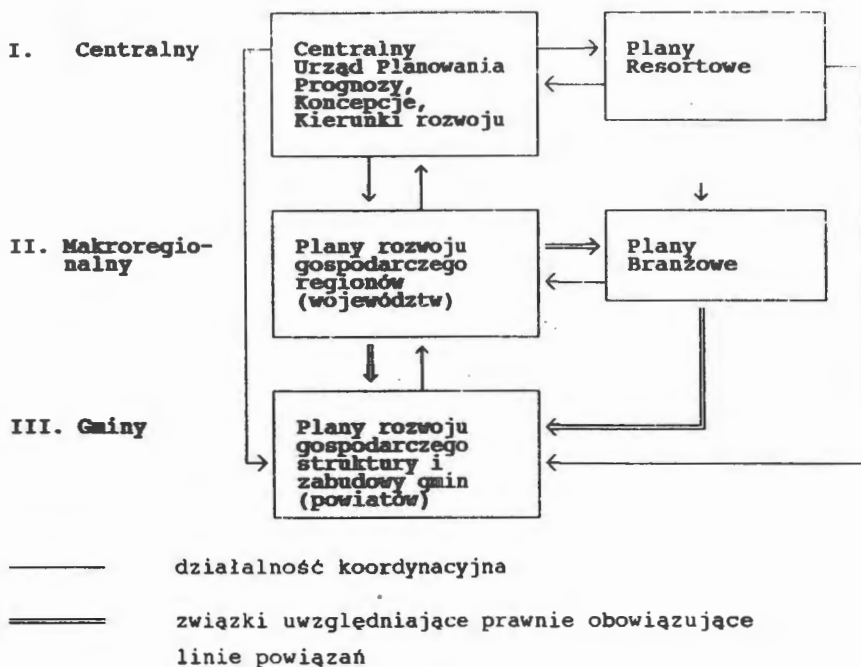 I. Centralny
Centralny
Urząd Planowania
Prognozy,
Koncepcje,
Kierunki rozwoju
Plany
Resortowe
II. Makroregio-
nalny
Plany rozwoju
gospodarczego
regionów
(województw)
Plany
Branżowe
III. Gminy
Plany rozwoju
gospodarczego
struktury i
zabudowy gmin
(powiatów)
działalność koordynacyjna
związki uwzględniające prawnie obowiązujące
linie powiązań